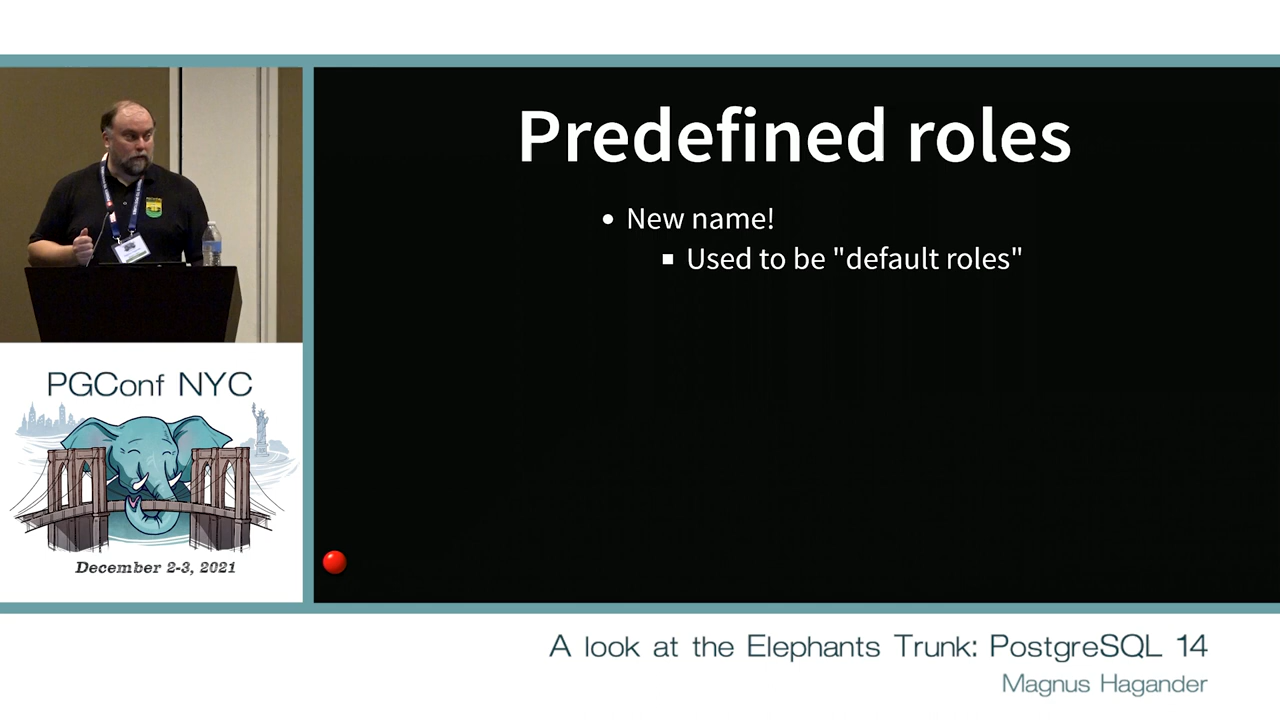 Predefined roles
New name!
Used to be "default roles"
PGConf NYC
December 2-3, 2021
A look at the Elephants Trunk: PostgreSQL 14
Magnus Hagander